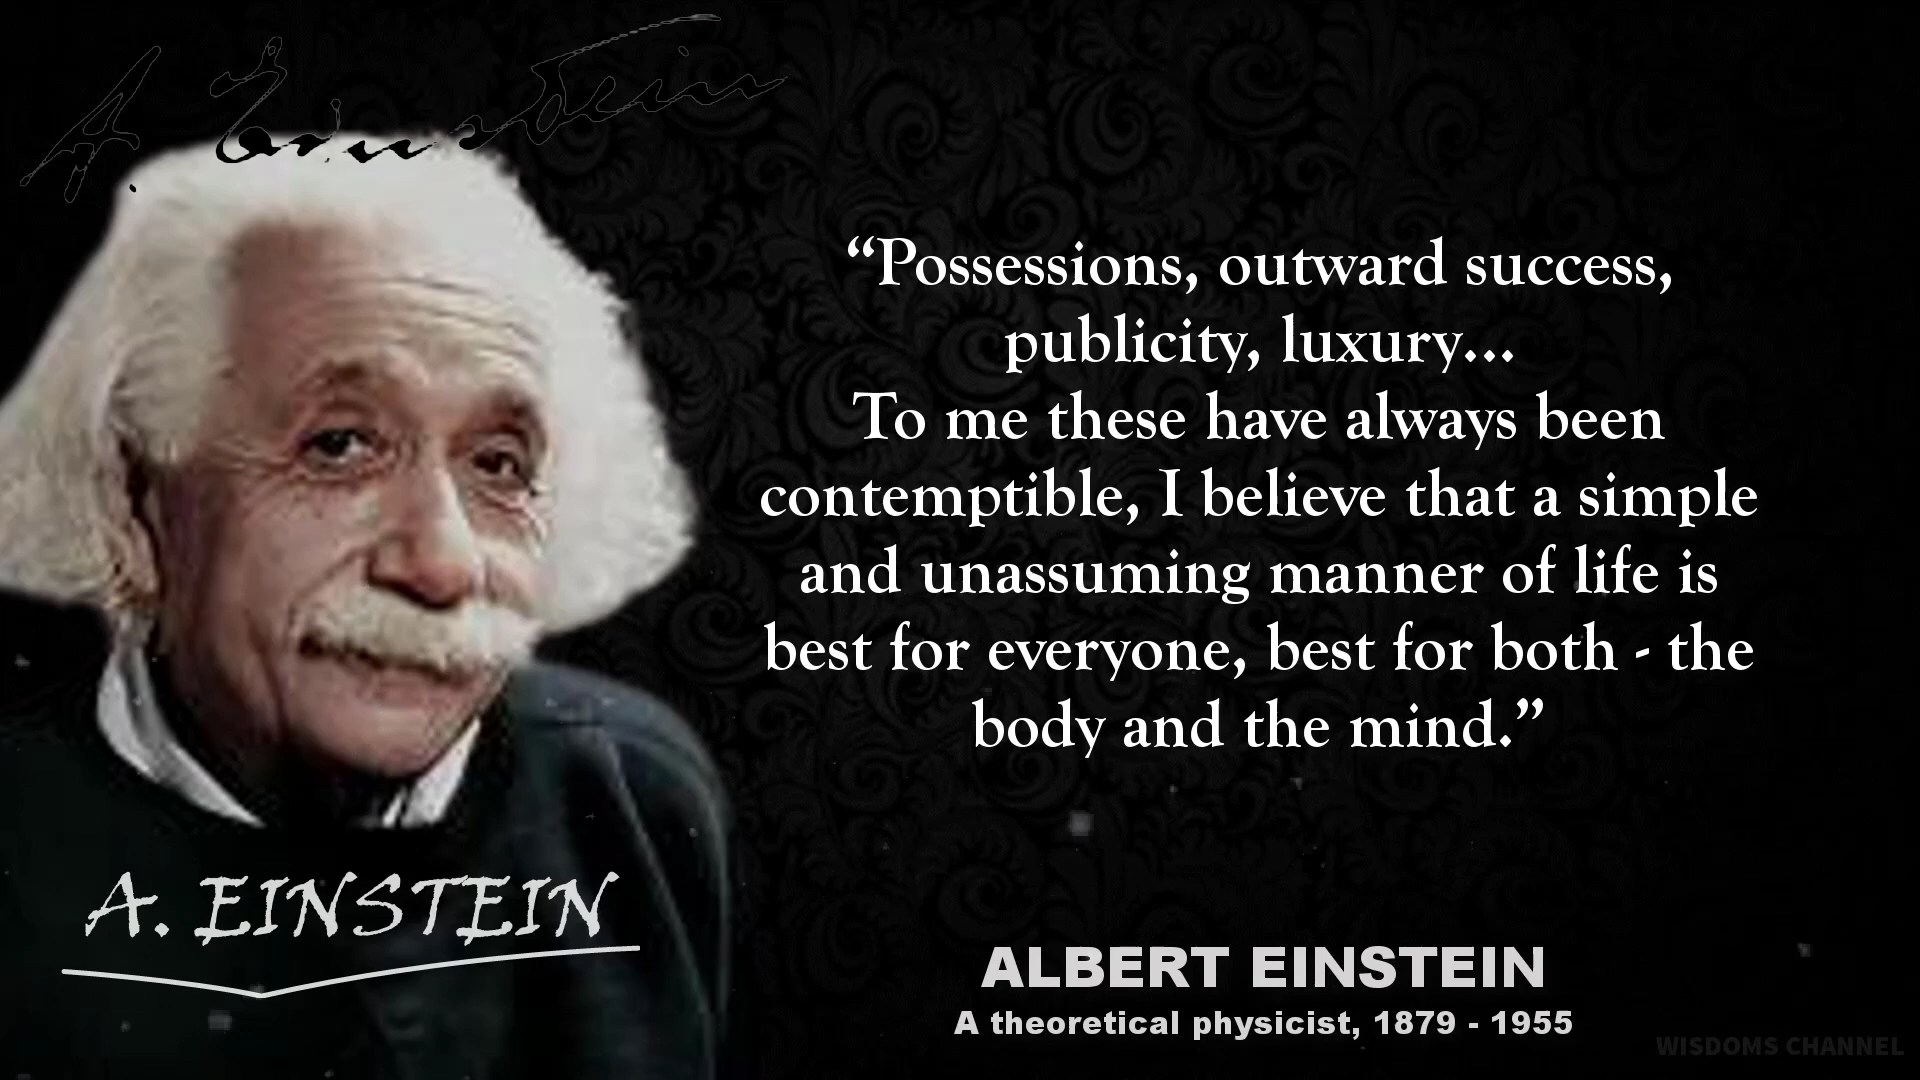 A. Einstein
“Possessions, outward success,
publicity, luxury...
To me these have always been
contemptible, I believe that a simple
and unassuming manner of life is
best for everyone, best for both - the
body and the mind.”
A. EINSTEIN
ALBERT EINSTEIN
A theoretical physicist, 1879 - 1955
WISDOMS CHANNEL